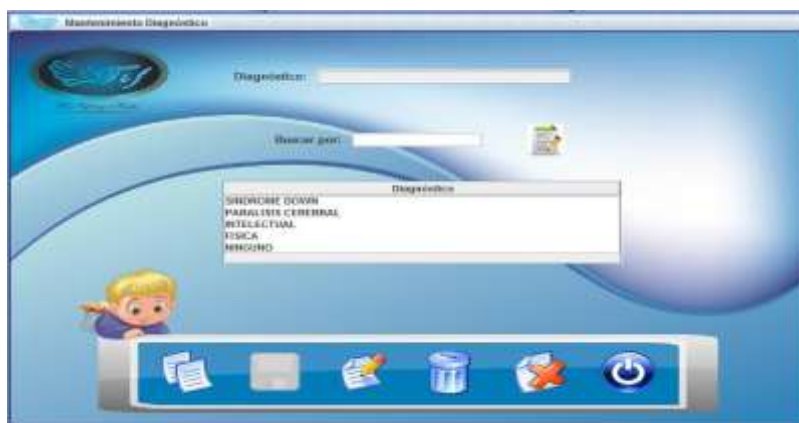 Mantenimiento Diagnóstico
Diagnóstico:
Buscar por:
Diagnóstico
SINDROME DOWN
PARALISIS CEREBRAL
INTELECTUAL
FISICA
NINGUNO